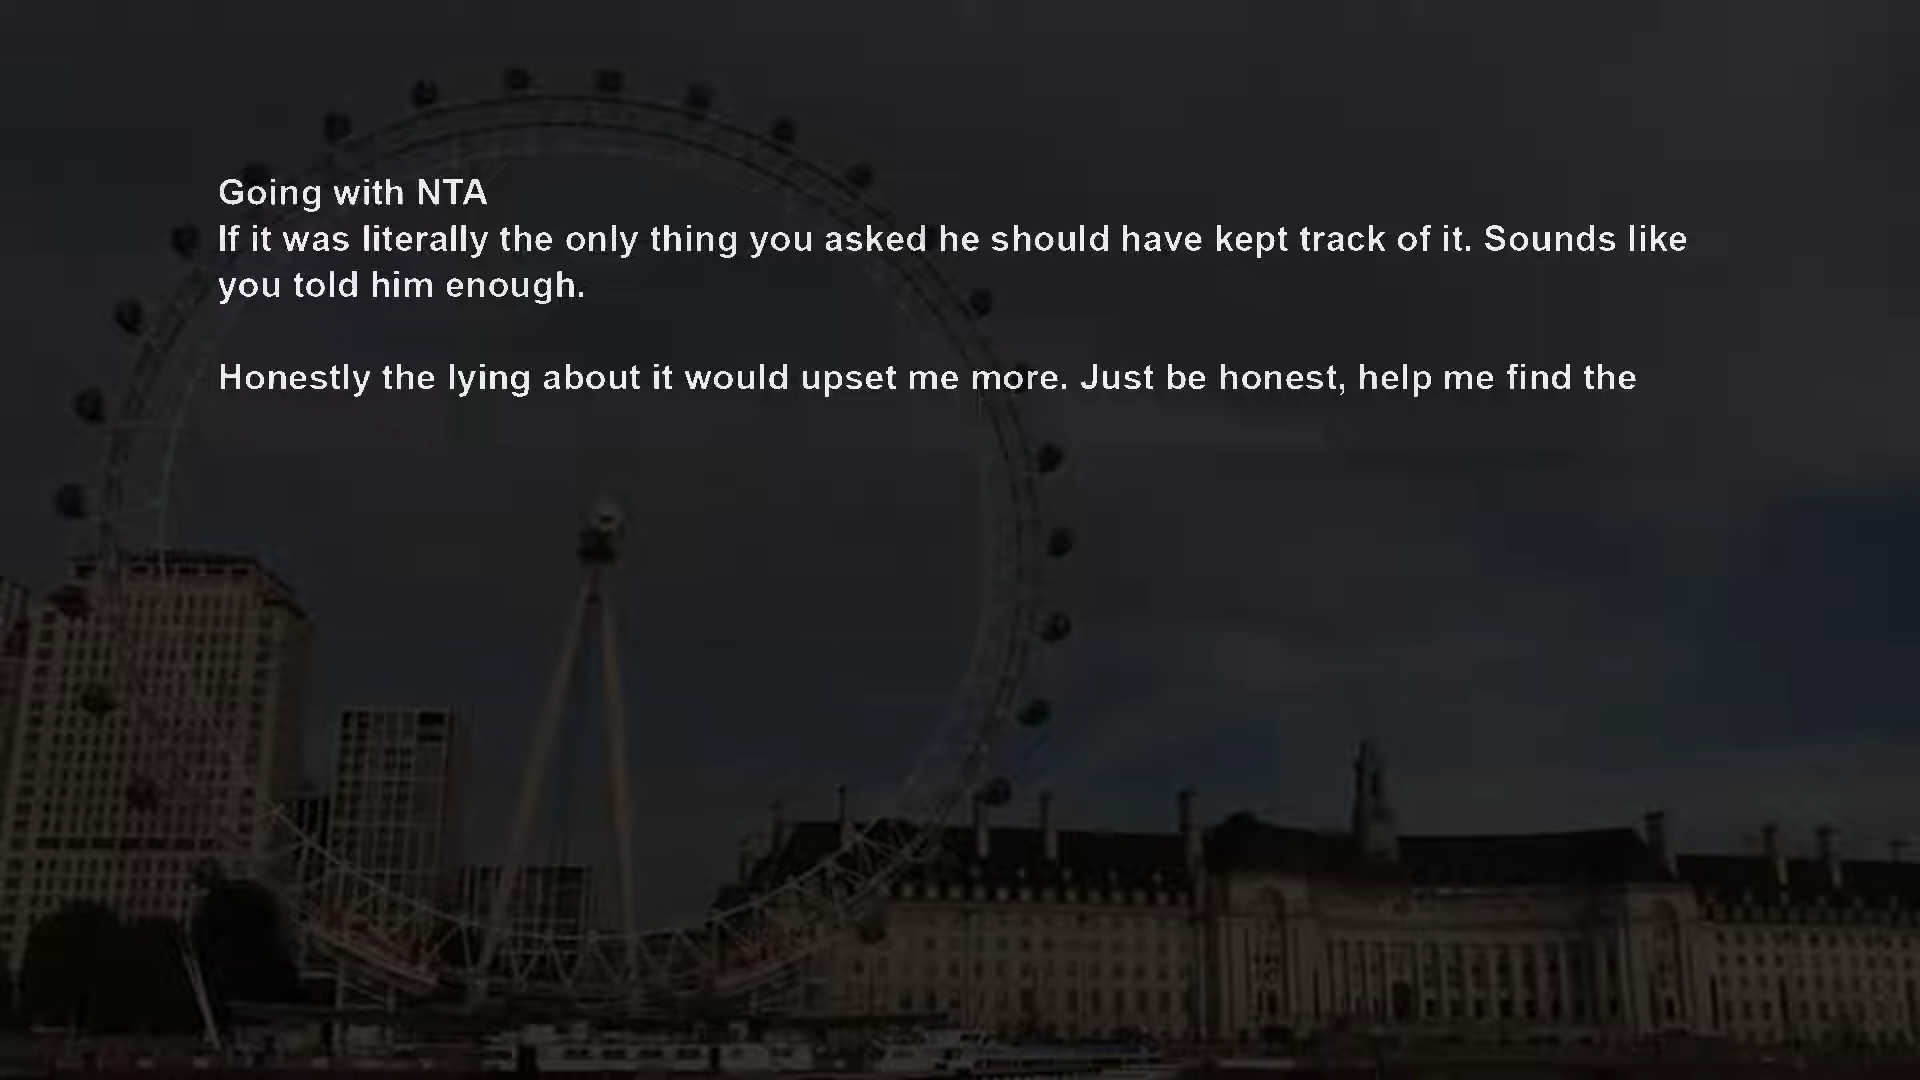 Going with NTA
If it was literally the only thing you asked he should have kept track of it. Sounds like
you told him enough.
Honestly the lying about it would upset me more. Just be honest, help me find the